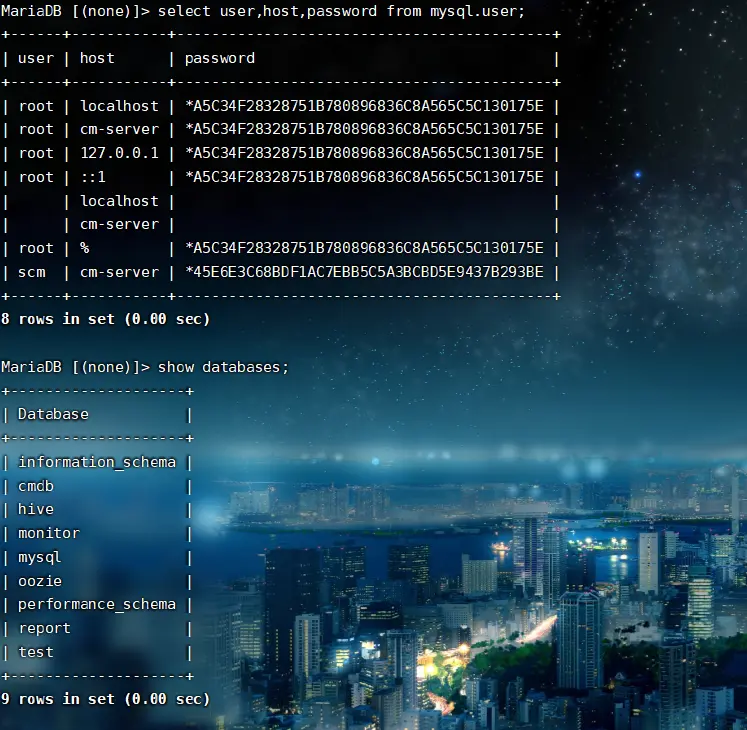 MariaDB [(none)]> select user,host,password from mysql.user;
+------+-----------+-------------------------------------------+
| user | host      | password                                  |
+------+-----------+-------------------------------------------+
| root | localhost | *A5C34F28328751B780896836C8A565C5C130175E |
| root | cm-server | *A5C34F28328751B780896836C8A565C5C130175E |
| root | 127.0.0.1 | *A5C34F28328751B780896836C8A565C5C130175E |
| root | ::1       | *A5C34F28328751B780896836C8A565C5C130175E |
|      | localhost |                                           |
|      | cm-server |                                           |
| root | %         | *A5C34F28328751B780896836C8A565C5C130175E |
| scm  | cm-server | *45E6E3C68BDF1AC7EBB5C5A3BCBD5E9437B293BE |
+------+-----------+-------------------------------------------+
8 rows in set (0.00 sec)

MariaDB [(none)]> show databases;
+--------------------+
| Database           |
+--------------------+
| information_schema |
| cmdb               |
| hive               |
| monitor            |
| mysql              |
| oozie              |
| performance_schema |
| report             |
| test               |
+--------------------+
9 rows in set (0.00 sec)